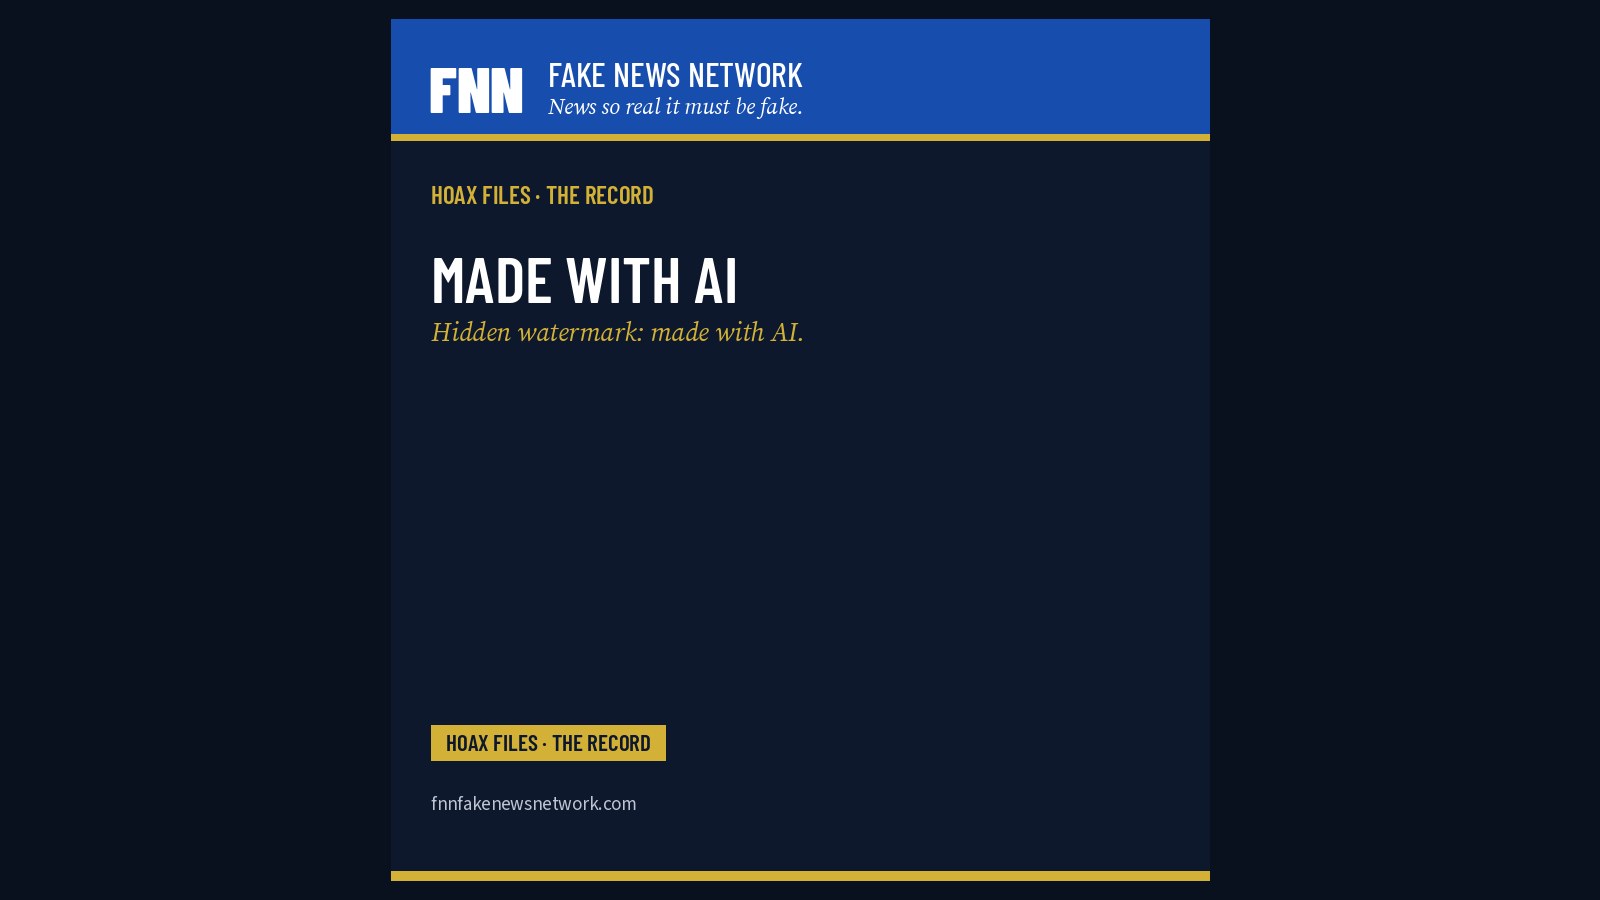 FNN
FAKE NEWS NETWORK
News so real it must be fake.
HOAX FILES · THE RECORD
MADE WITH AI
Hidden watermark: made with AI.
HOAX FILES · THE RECORD
fnnfakenewsnetwork.com